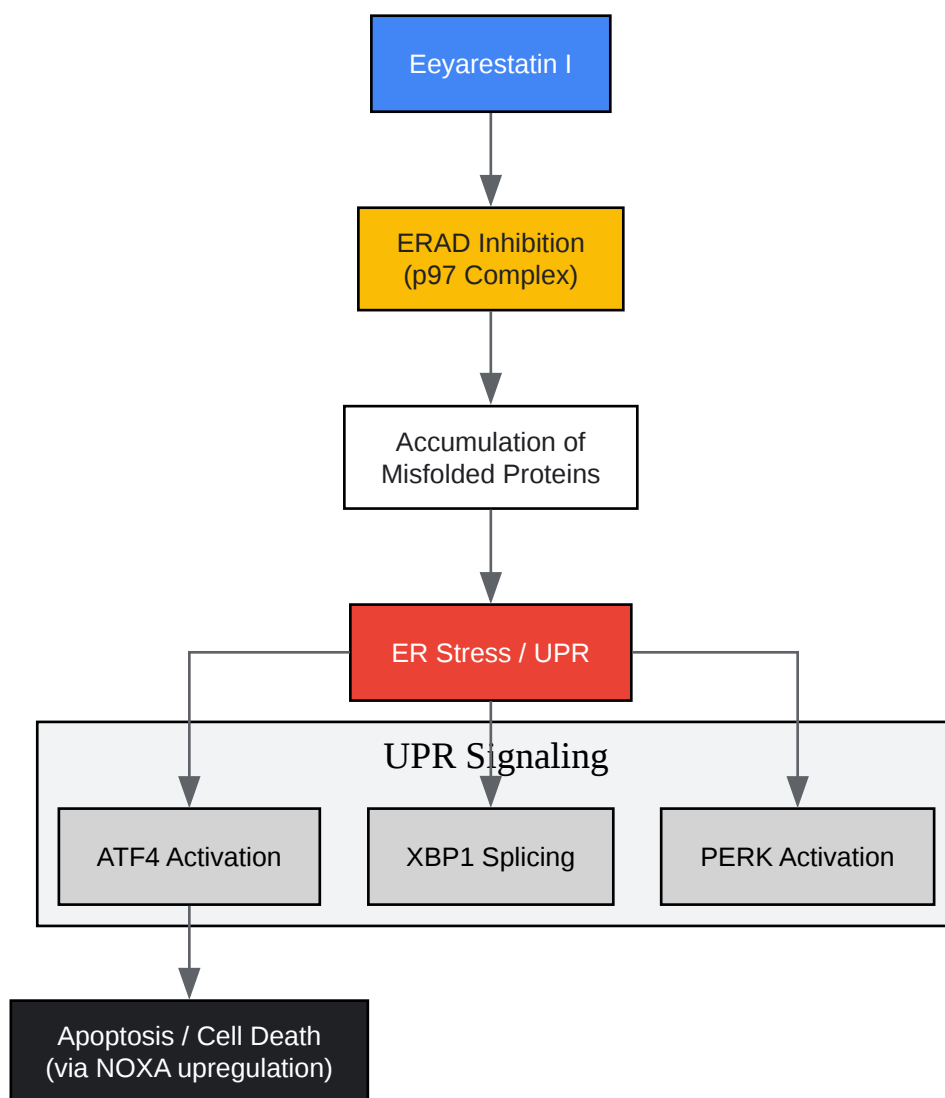 Eeyarestatin I
ERAD Inhibition
(p97 Complex)
Accumulation of
Misfolded Proteins
ER Stress / UPR
UPR Signaling
ATF4 Activation
XBP1 Splicing
PERK Activation
Apoptosis / Cell Death
(via NOXA upregulation)